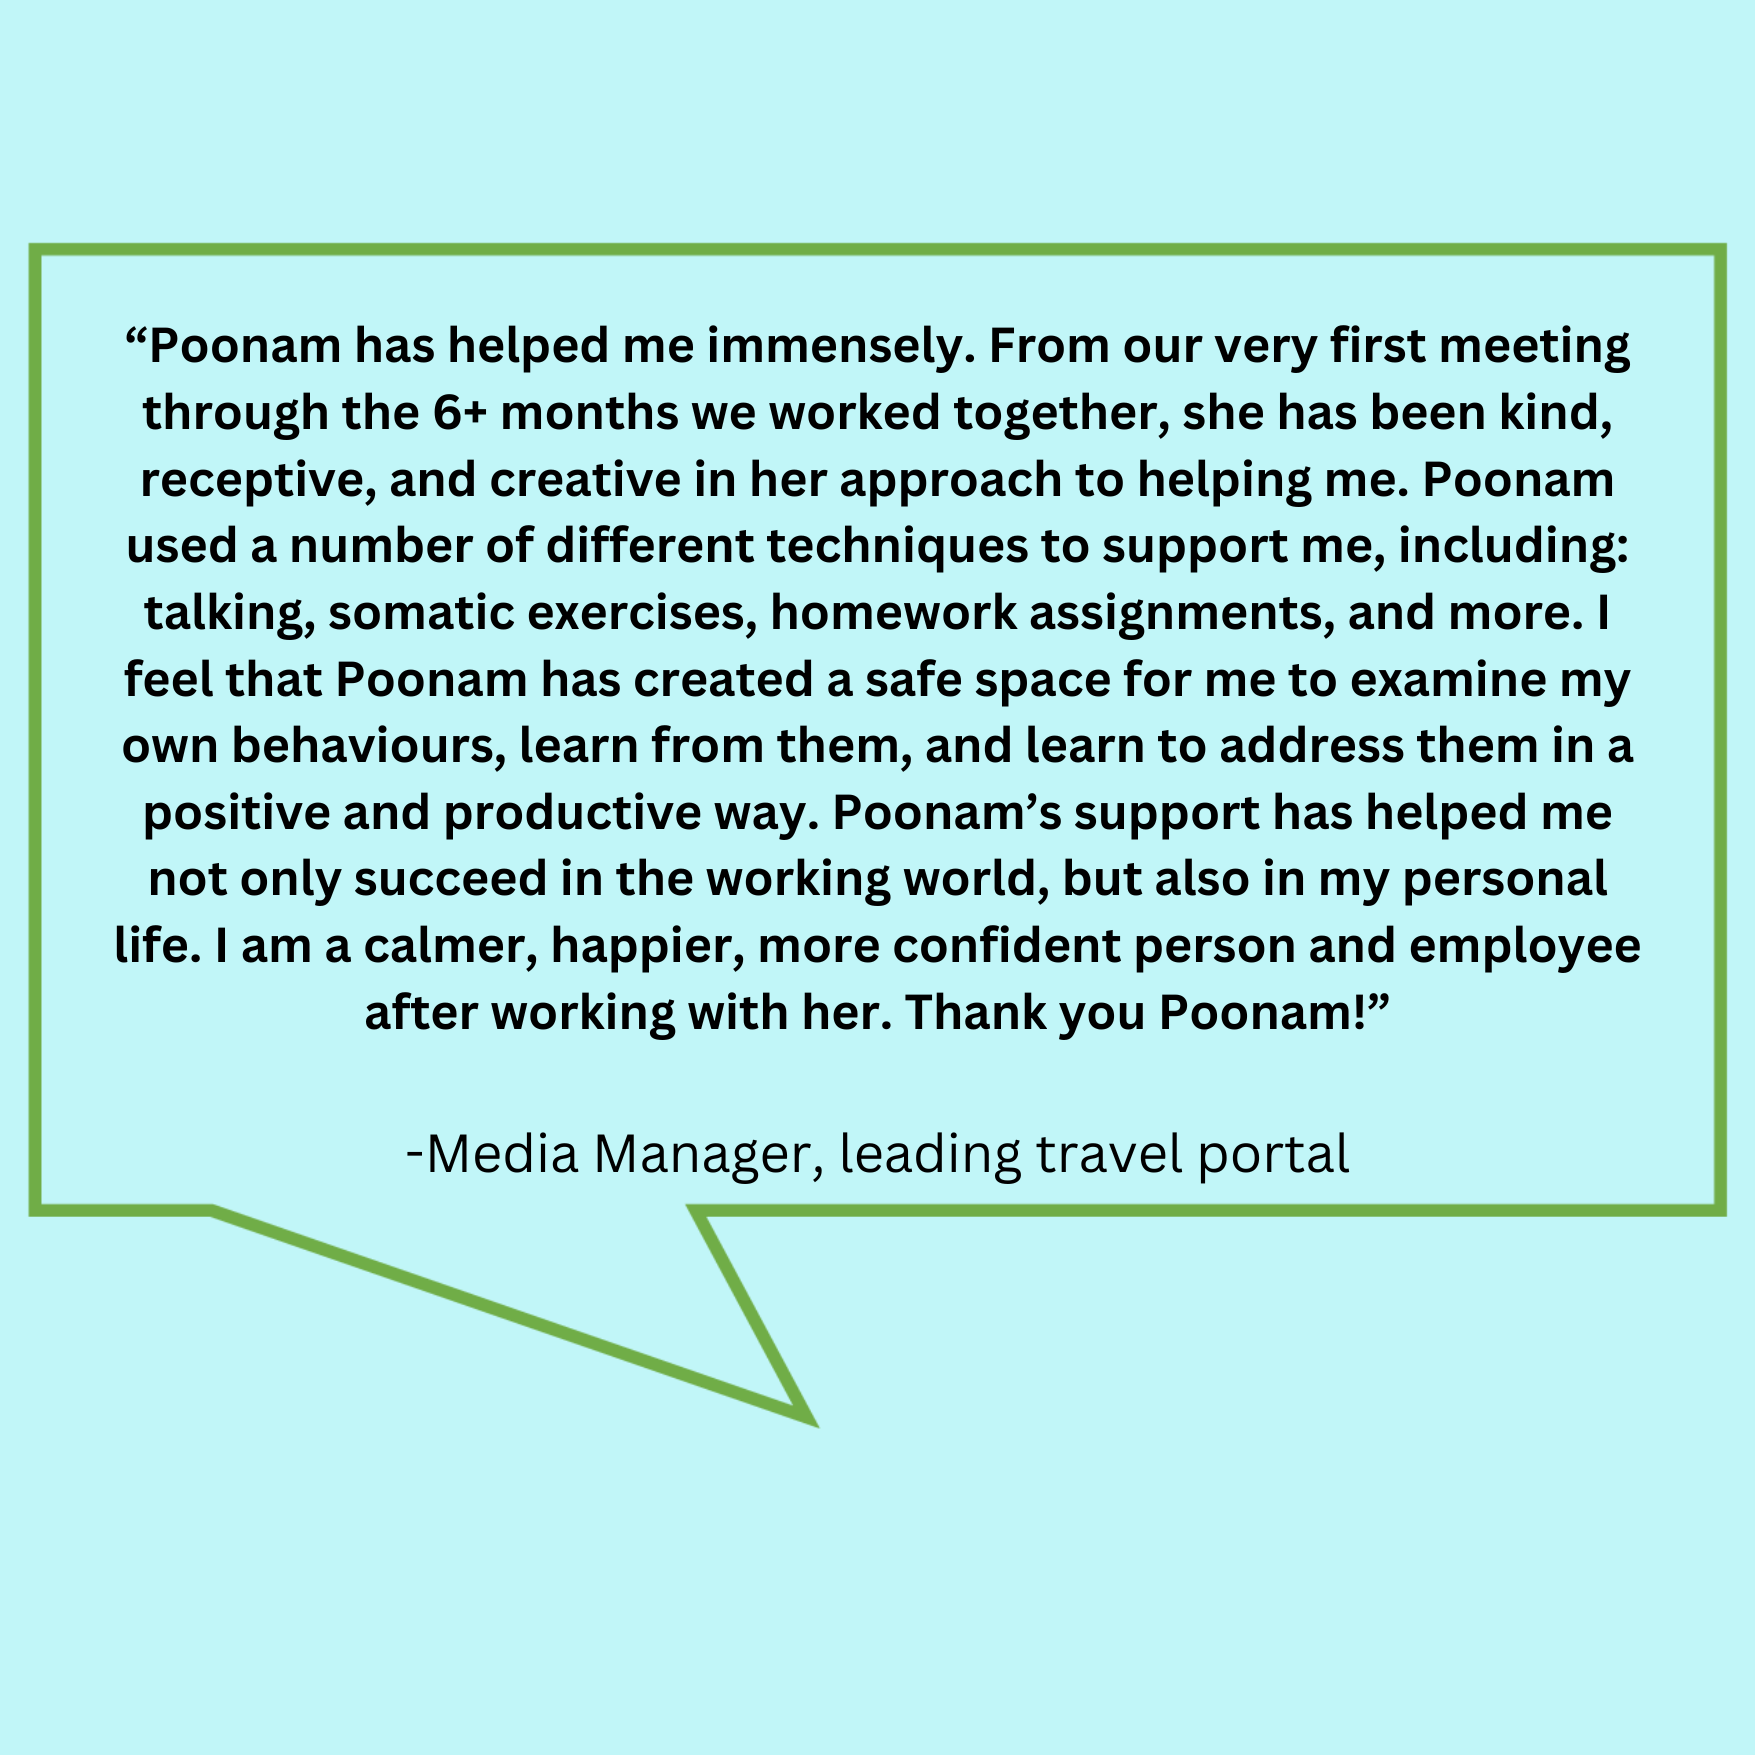 “Poonam has helped me immensely. From our very first meeting
through the 6+ months we worked together, she has been kind,
receptive, and creative in her approach to helping me. Poonam
used a number of different techniques to support me, including:
talking, somatic exercises, homework assignments, and more. I
feel that Poonam has created a safe space for me to examine my
own behaviours, learn from them, and learn to address them in a
positive and productive way. Poonam’s support has helped me
not only succeed in the working world, but also in my personal
life. I am a calmer, happier, more confident person and employee
after working with her. Thank you Poonam!”
-Media Manager, leading travel portal